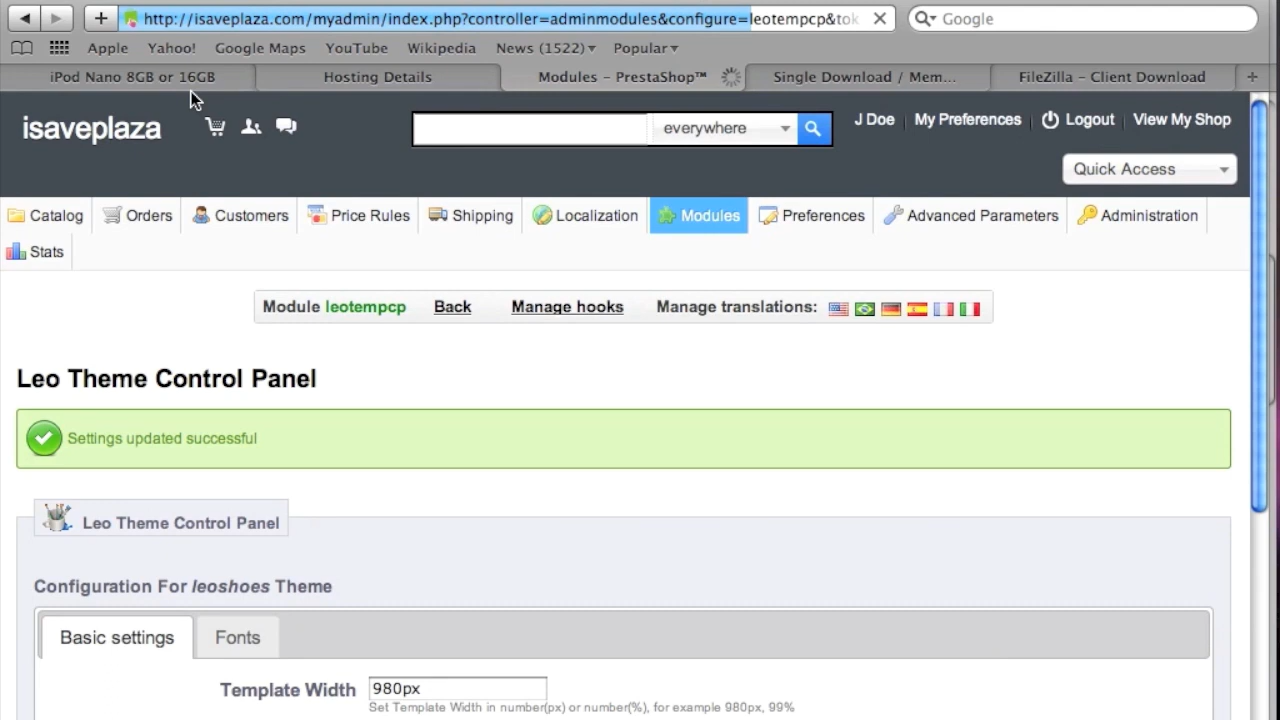 http://isaveplaza.com/myadmin/index.php?controller=adminmodules&configure=leotempcp&tok
Google
Apple Yahoo! Google Maps YouTube Wikipedia News (1522)▾ Popular▾
iPod Nano 8GB or 16GB Hosting Details Modules – PrestaShop™ Single Download / Mem... FileZilla – Client Download +
isaveplaza everywhere J Doe My Preferences Logout View My Shop
Quick Access
Catalog Orders Customers Price Rules Shipping Localization Modules Preferences Advanced Parameters Administration
Stats
Module leotempcp Back Manage hooks Manage translations:
Leo Theme Control Panel
Settings updated successful
Leo Theme Control Panel
Configuration For leoshoes Theme
Basic settings Fonts
Template Width 980px
Set Template Width in number(px) or number(%), for example 980px, 99%